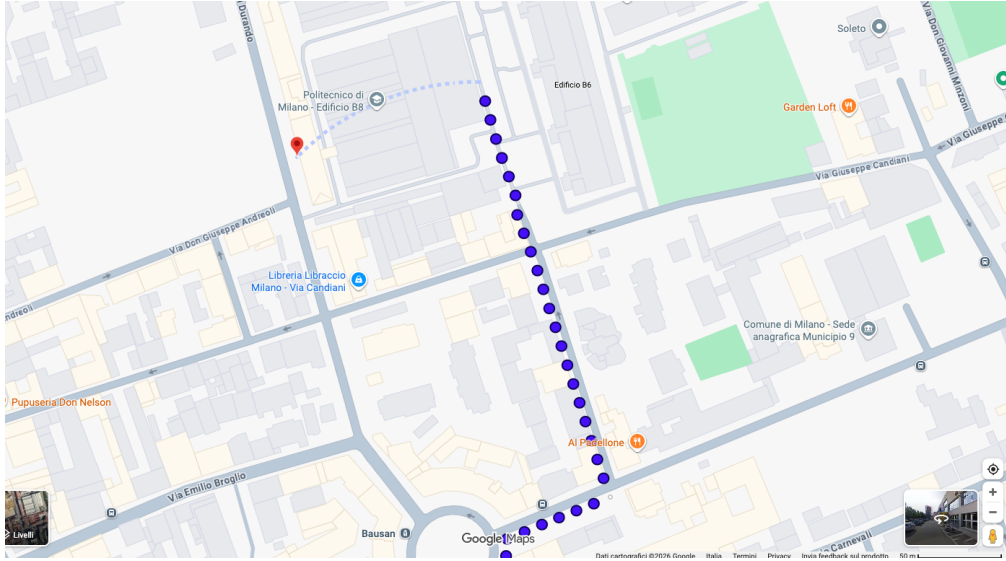 Durando
Soleto
Via Don Giovanni Minzoni
Edificio B6
Politecnico di
Milano - Edificio B8
Garden Loft
Via Giuseppe Candiani
Via Don Giuseppe Andreoli
Libreria Libraccio
Milano - Via Candiani
Comune di Milano - Sede
anagrafica Municipio 9
Pupuseria Don Nelson
Al Padellone
Via Emilio Broglio
Bausan
Google Maps
Livelli
Carnevali
Dati cartografici ©2026 Google
Italia
Termini
Privacy
Invia feedback sul prodotto
50 m